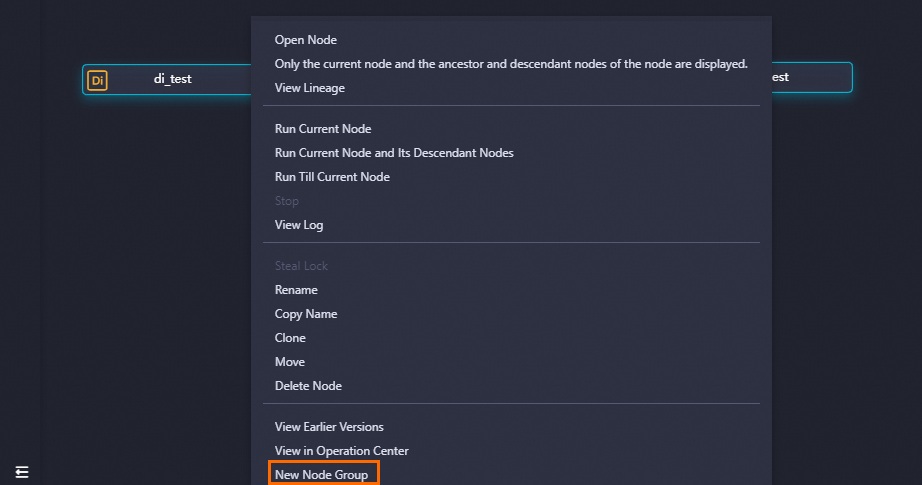 Open Node
Only the current node and the ancestor and descendant nodes of the node are displayed.
Di di_test est
View Lineage
Run Current Node
Run Current Node and Its Descendant Nodes
Run Till Current Node
Stop
View Log
Steal Lock
Rename
Copy Name
Clone
Move
Delete Node
View Earlier Versions
View in Operation Center
New Node Group